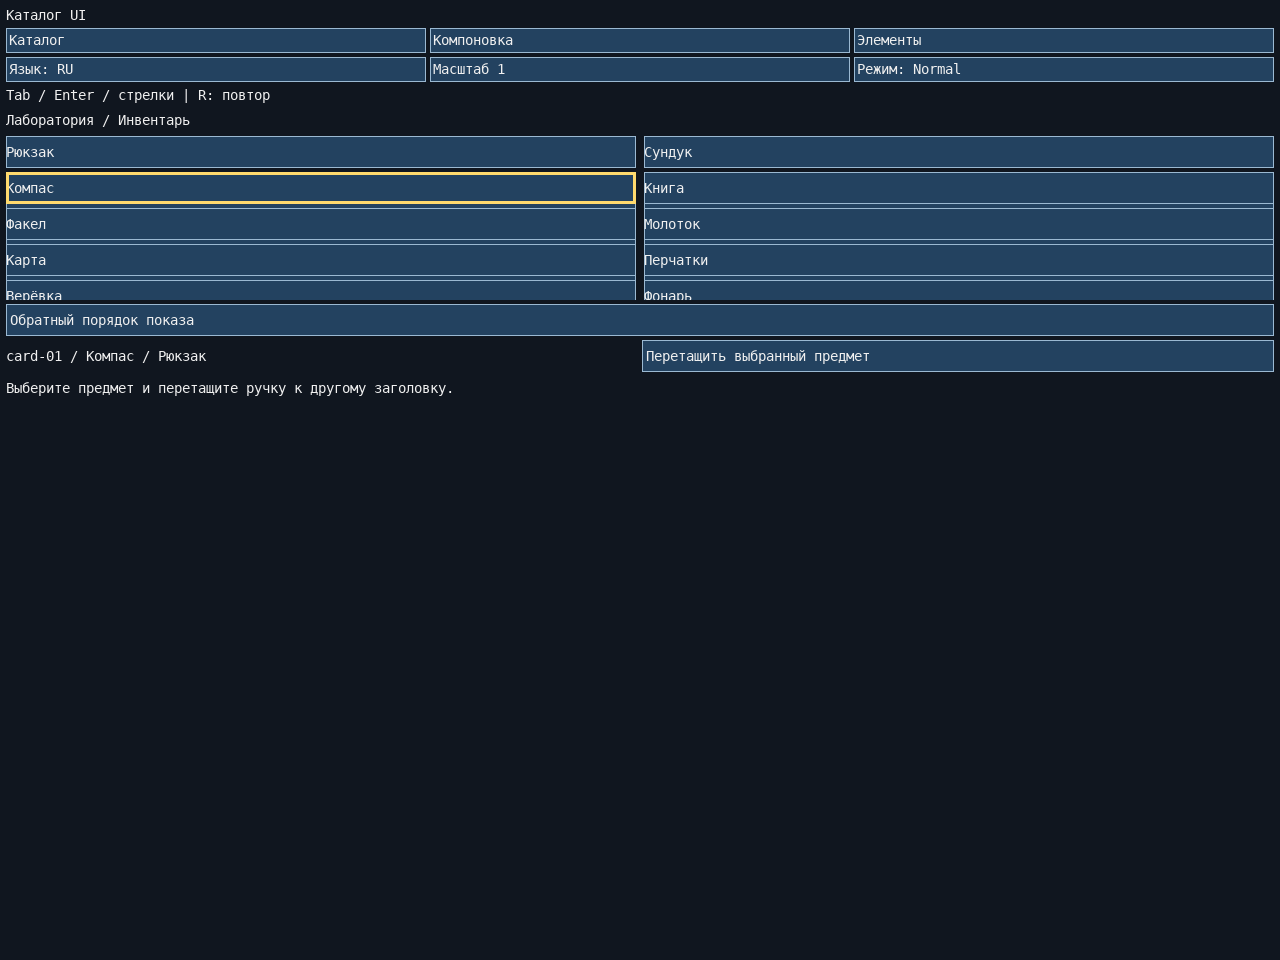 Каталог UI
Каталог
Компоновка
Элементы
Язык: RU
Масштаб 1
Режим: Normal
Tab / Enter / стрелки | R: повтор
Лаборатория / Инвентарь
Рюкзак
Сундук
Компас
Книга
Факел
Молоток
Карта
Перчатки
Верёвка
Фонарь
Обратный порядок показа
card-01 / Компас / Рюкзак
Перетащить выбранный предмет
Выберите предмет и перетащите ручку к другому заголовку.